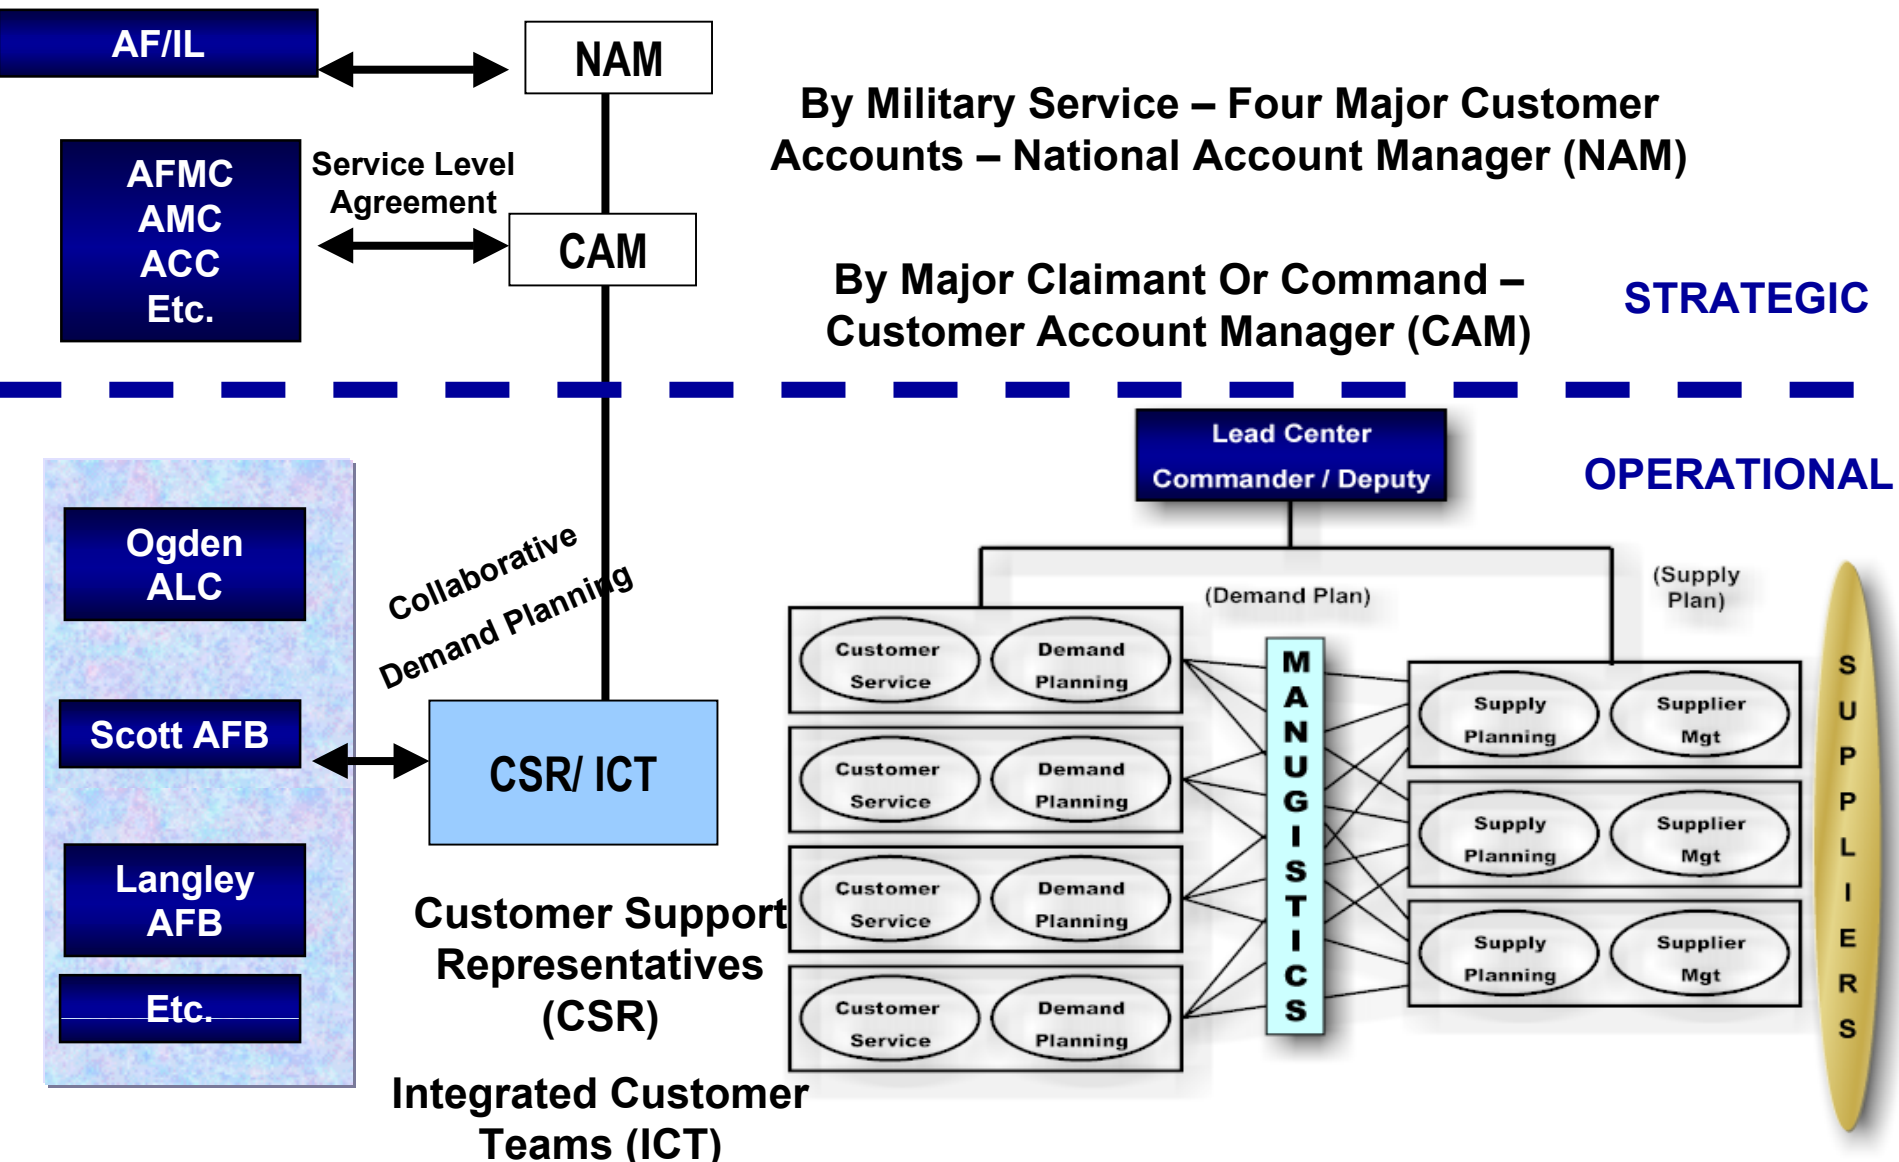 AF/IL
NAM
By Military Service – Four Major Customer
Accounts – National Account Manager (NAM)
AFMC
AMC
ACC
Etc.
Service Level
Agreement
CAM
By Major Claimant Or Command –
Customer Account Manager (CAM)
STRATEGIC
OPERATIONAL
Lead Center
Commander / Deputy
Ogden
ALC
Scott AFB
Langley
AFB
Etc.
Collaborative
Demand Planning
CSR/ ICT
Customer Support
Representatives
(CSR)
Integrated Customer
Teams (ICT)
(Demand Plan)
(Supply
Plan)
Customer
Service
Demand
Planning
Customer
Service
Demand
Planning
Customer
Service
Demand
Planning
Customer
Service
Demand
Planning
MANUGISTICS
Supply
Planning
Supplier
Mgt
Supply
Planning
Supplier
Mgt
Supply
Planning
Supplier
Mgt
SUPPLIERS